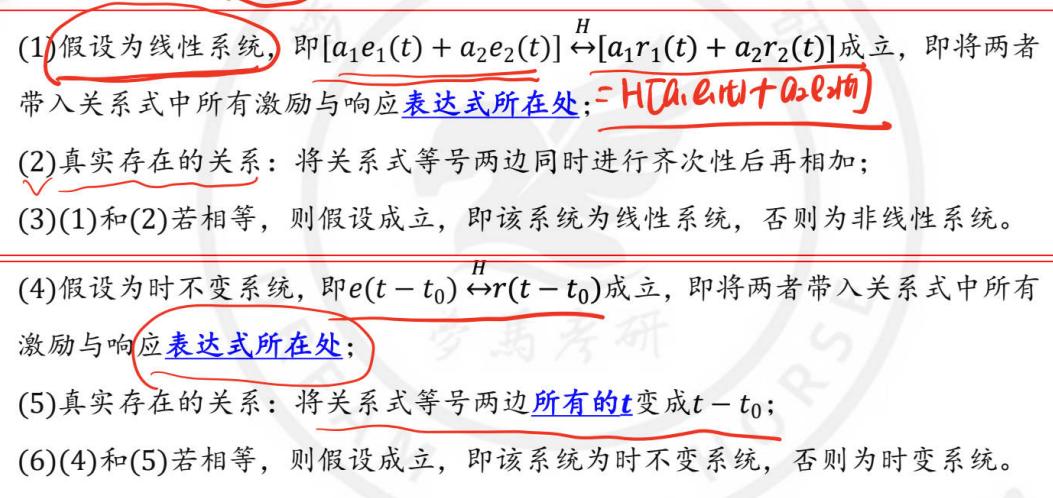 (1)假设为线性系统，即[a₁e₁(t) + a₂e₂(t)] H↔ [a₁r₁(t) + a₂r₂(t)]成立，即将两者
带入关系式中所有激励与响应表达式所在处； = H[a₁e₁(t) + a₂e₂(t)]
(2)真实存在的关系：将关系式等号两边同时进行齐次性后再相加；
(3)(1)和(2)若相等，则假设成立，即该系统为线性系统，否则为非线性系统。
(4)假设为时不变系统，即e(t − t₀) H↔ r(t − t₀)成立，即将两者带入关系式中所有
激励与响应表达式所在处；
(5)真实存在的关系：将关系式等号两边所有的t变成t − t₀；
(6)(4)和(5)若相等，则假设成立，即该系统为时不变系统，否则为时变系统。